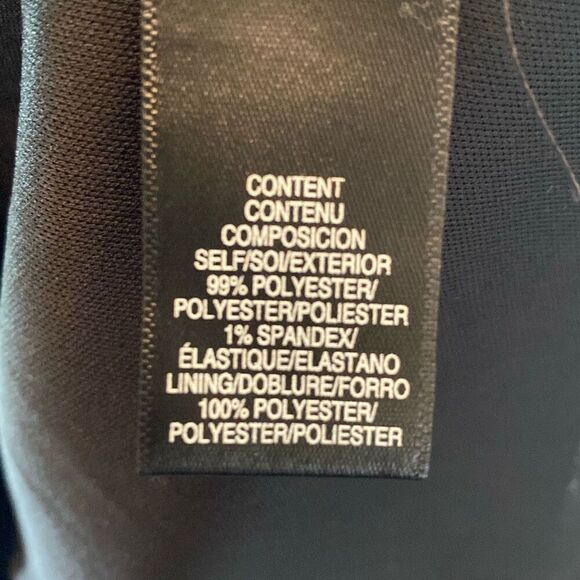 CONTENT
CONTENU
COMPOSICION
SELF/SOI/EXTERIOR
99% POLYESTER/
POLYESTER/POLIESTER
1% SPANDEX/
ÉLASTIQUE/ELASTANO
LINING/DOBLURE/FORRO
100% POLYESTER/
POLYESTER/POLIESTER